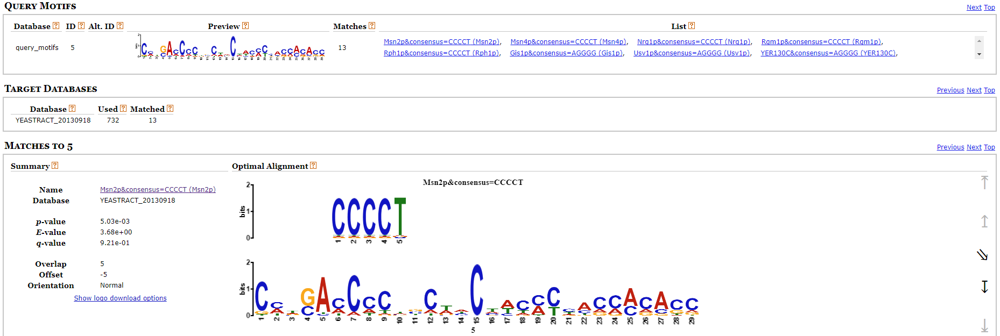 QUERY MOTIFS
Next Top
Database ? ID ? Alt. ID ? Preview ? Matches ? List ?
query_motifs 5 13 Msn2p&consensus=CCCCT (Msn2p), Msn4p&consensus=CCCCT (Msn4p), Nrg1p&consensus=CCCCT (Nrg1p), Rgm1p&consensus=CCCCT (Rgm1p),
Rph1p&consensus=CCCCT (Rph1p), Gis1p&consensus=AGGGG (Gis1p), Usv1p&consensus=AGGGG (Usv1p), YER130C&consensus=AGGGG (YER130C),
TARGET DATABASES
Previous Next Top
Database ? Used ? Matched ?
YEASTRACT_20130918 732 13
MATCHES TO 5
Previous Next Top
Summary ? Optimal Alignment ?
Name Msn2p&consensus=CCCCT (Msn2p)
Database YEASTRACT_20130918
p-value 5.03e-03
E-value 3.68e+00
q-value 9.21e-01
Overlap 5
Offset -5
Orientation Normal
Show logo download options
Msn2p&consensus=CCCCT
2
bits
1
0
CCCCT
1 2 3 4 5
2
bits
1
0
1 2 3 4 5 6 7 8 9 10 11 12 13 14 15 16 17 18 19 20 21 22 23 24 25 26 27 28 29
5